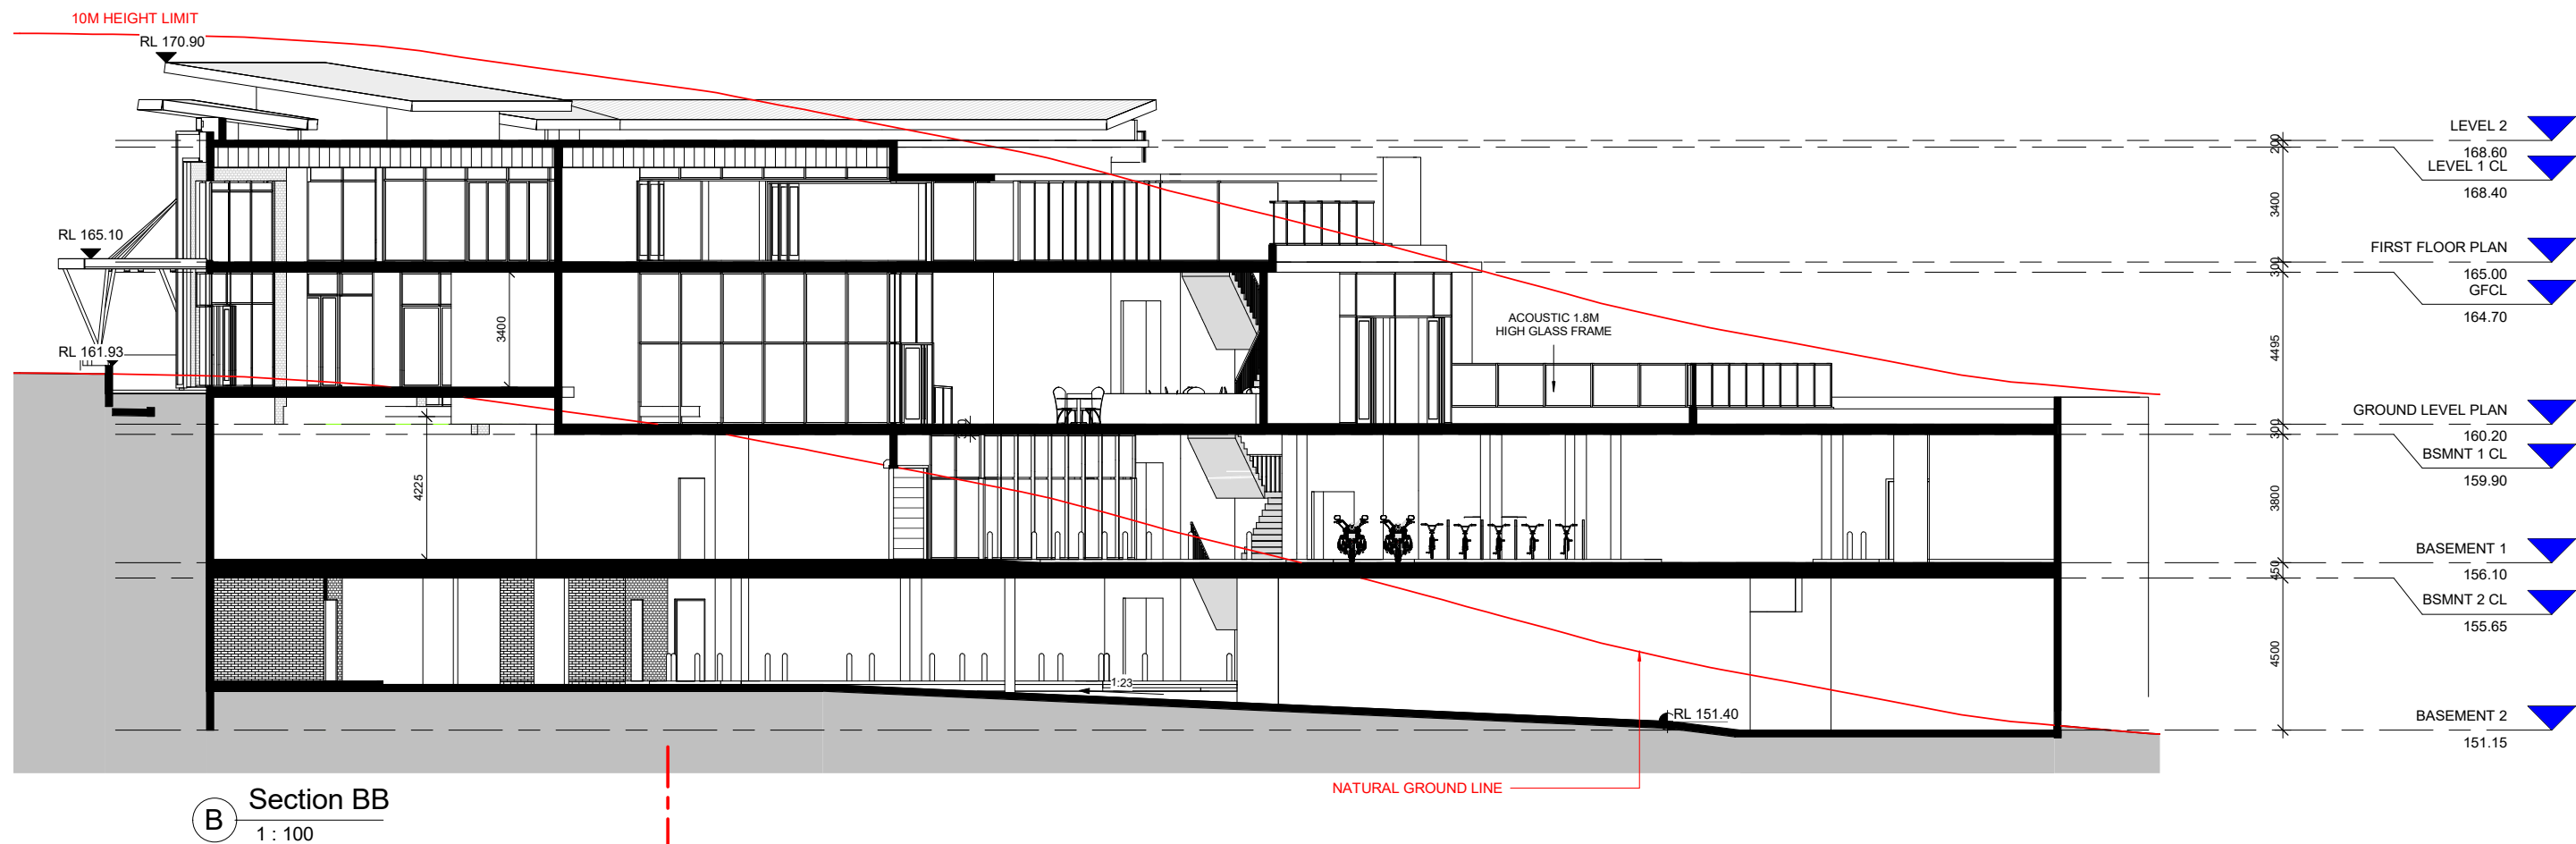 10M HEIGHT LIMIT
RL 170.90
LEVEL 2
168.60
LEVEL 1 CL
168.40
200
3400
RL 165.10
FIRST FLOOR PLAN
165.00
GFCL
164.70
300
3400
ACOUSTIC 1.8M
HIGH GLASS FRAME
4495
RL 161.93
GROUND LEVEL PLAN
160.20
BSMNT 1 CL
159.90
300
4225
3800
BASEMENT 1
156.10
BSMNT 2 CL
155.65
450
4500
1:23
RL 151.40
BASEMENT 2
151.15
NATURAL GROUND LINE
B
Section BB
1 : 100